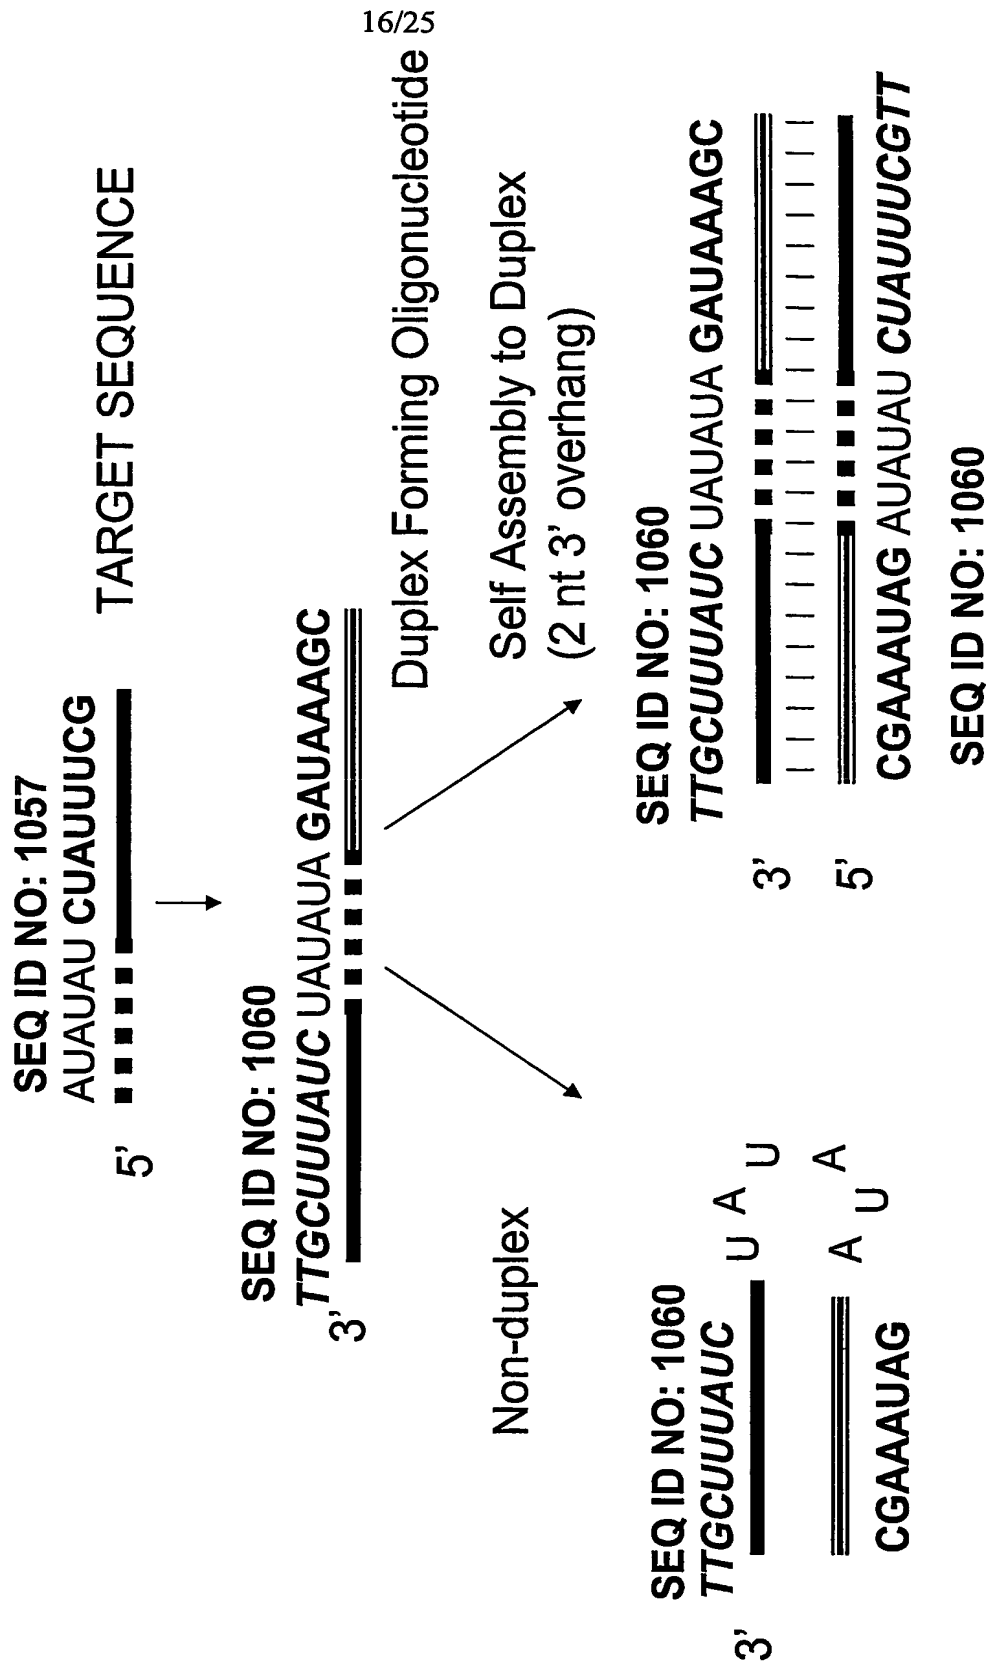 16/25
SEQ ID NO: 1057
AUAUAU CUAUUUCG
5'
TARGET SEQUENCE
SEQ ID NO: 1060
TTGCUUUAUC UAUAUA GAUAAAGC
3'
Duplex Forming Oligonucleotide
Non-duplex
Self Assembly to Duplex
(2 nt 3' overhang)
SEQ ID NO: 1060
TTGCUUUAUC
3'
U A U
A U A
CGAAAUAG
SEQ ID NO: 1060
TTGCUUUAUC UAUAUA GAUAAAGC
3'
5'
CGAAAUAG AUAUAU CUAUUUCGTT
SEQ ID NO: 1060